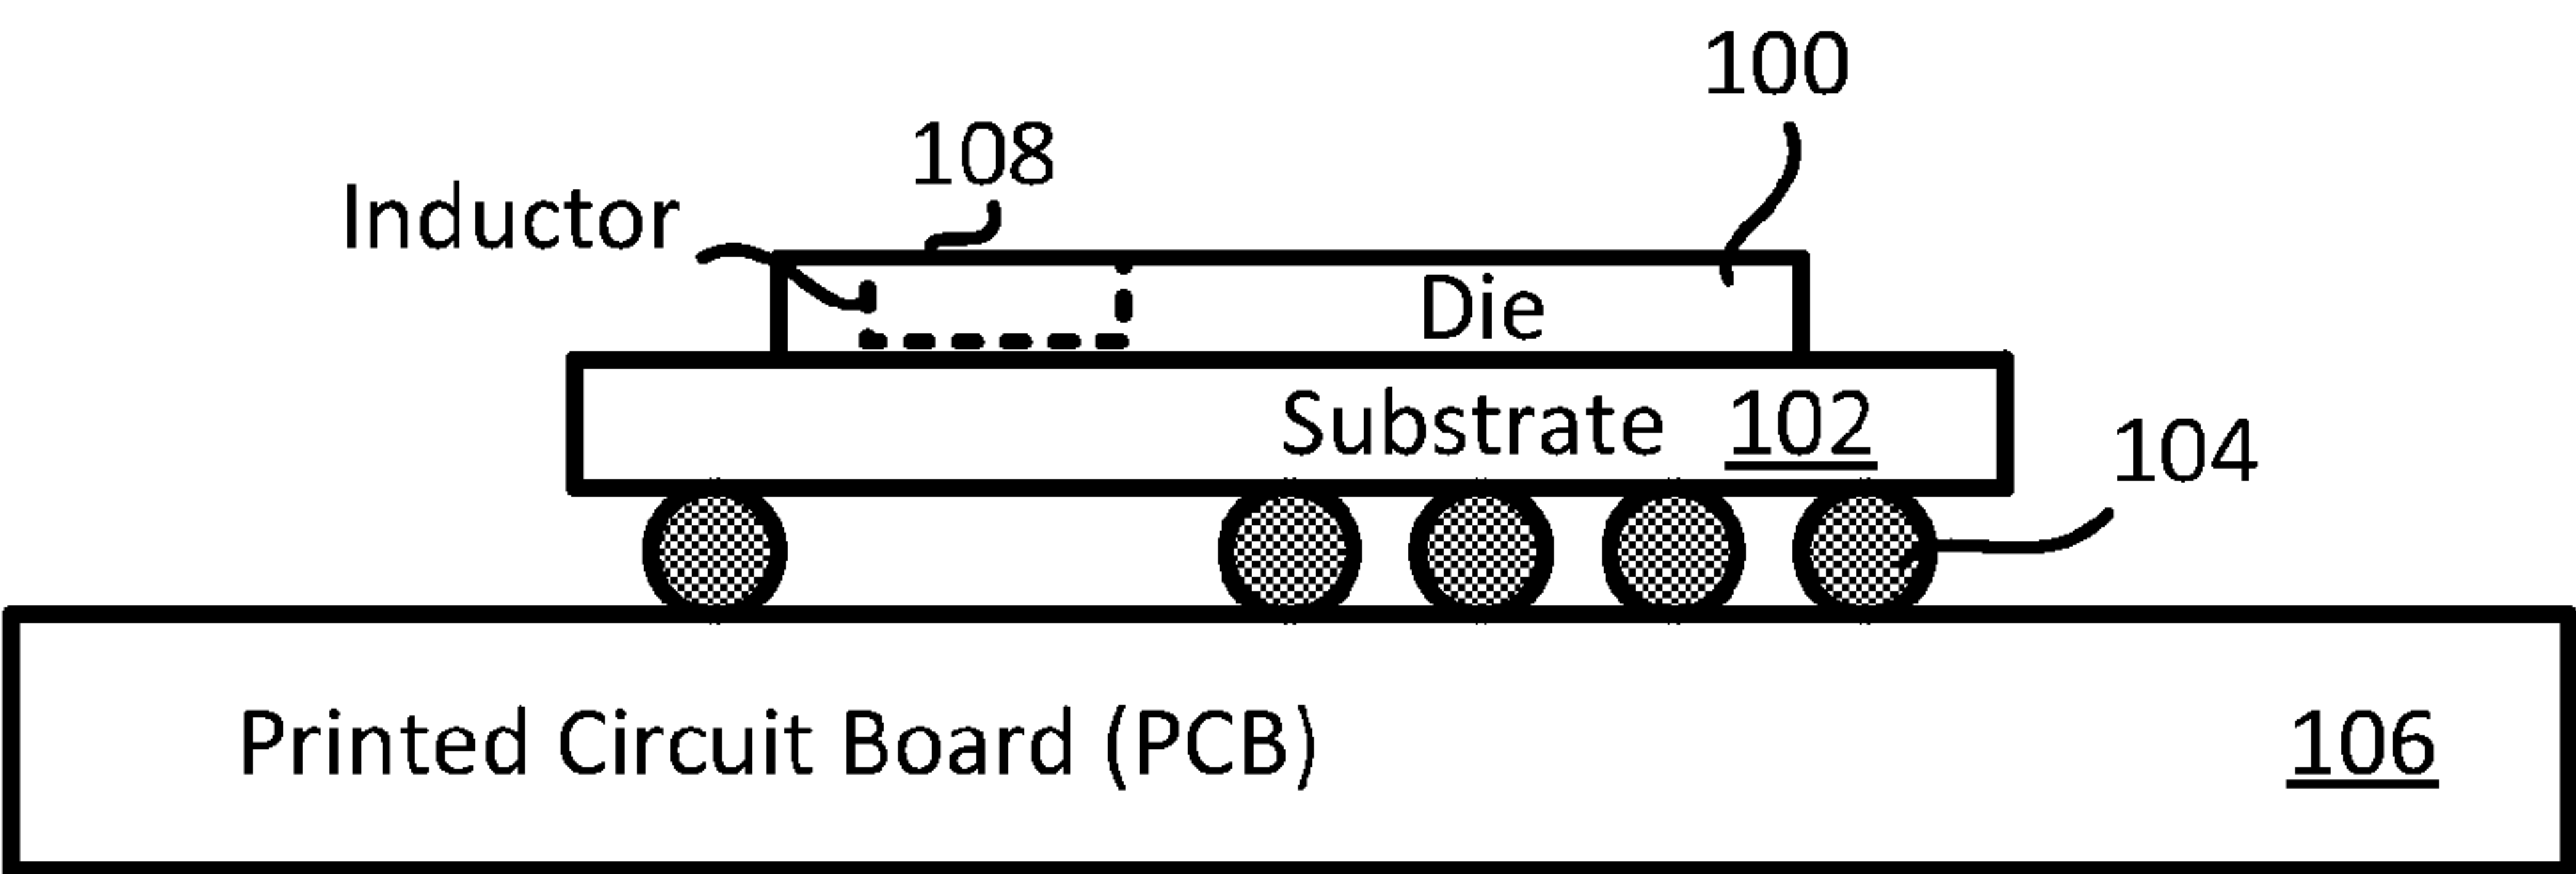 100
108
Inductor
Die
Substrate 102
104
Printed Circuit Board (PCB) 106